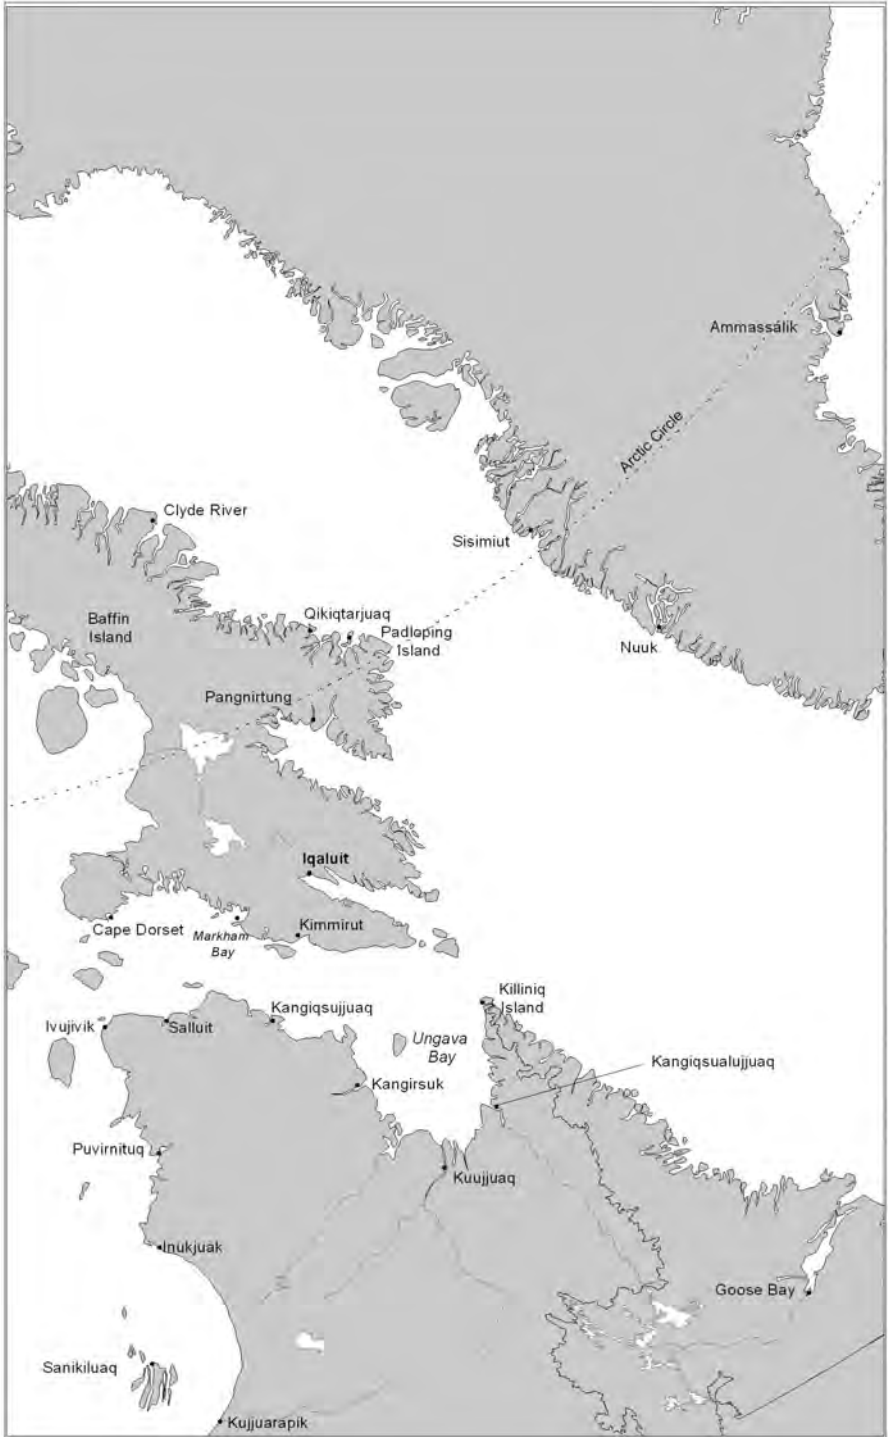 Ammassálik
Arctic Circle
Clyde River
Sisimiut
Baffin
Island
Qikiqtarjuaq
Padloping
Island
Nuuk
Pangnirtung
Iqaluit
Cape Dorset
Markham
Bay
Kimmirut
Killiniq
Island
Ivujivik
Salluit
Kangiqsujjuaq
Ungava
Bay
Kangiqsualujjuaq
Kangirsuk
Puvirnituq
Kuujjuaq
Inukjuak
Goose Bay
Sanikiluaq
Kujjuarapik